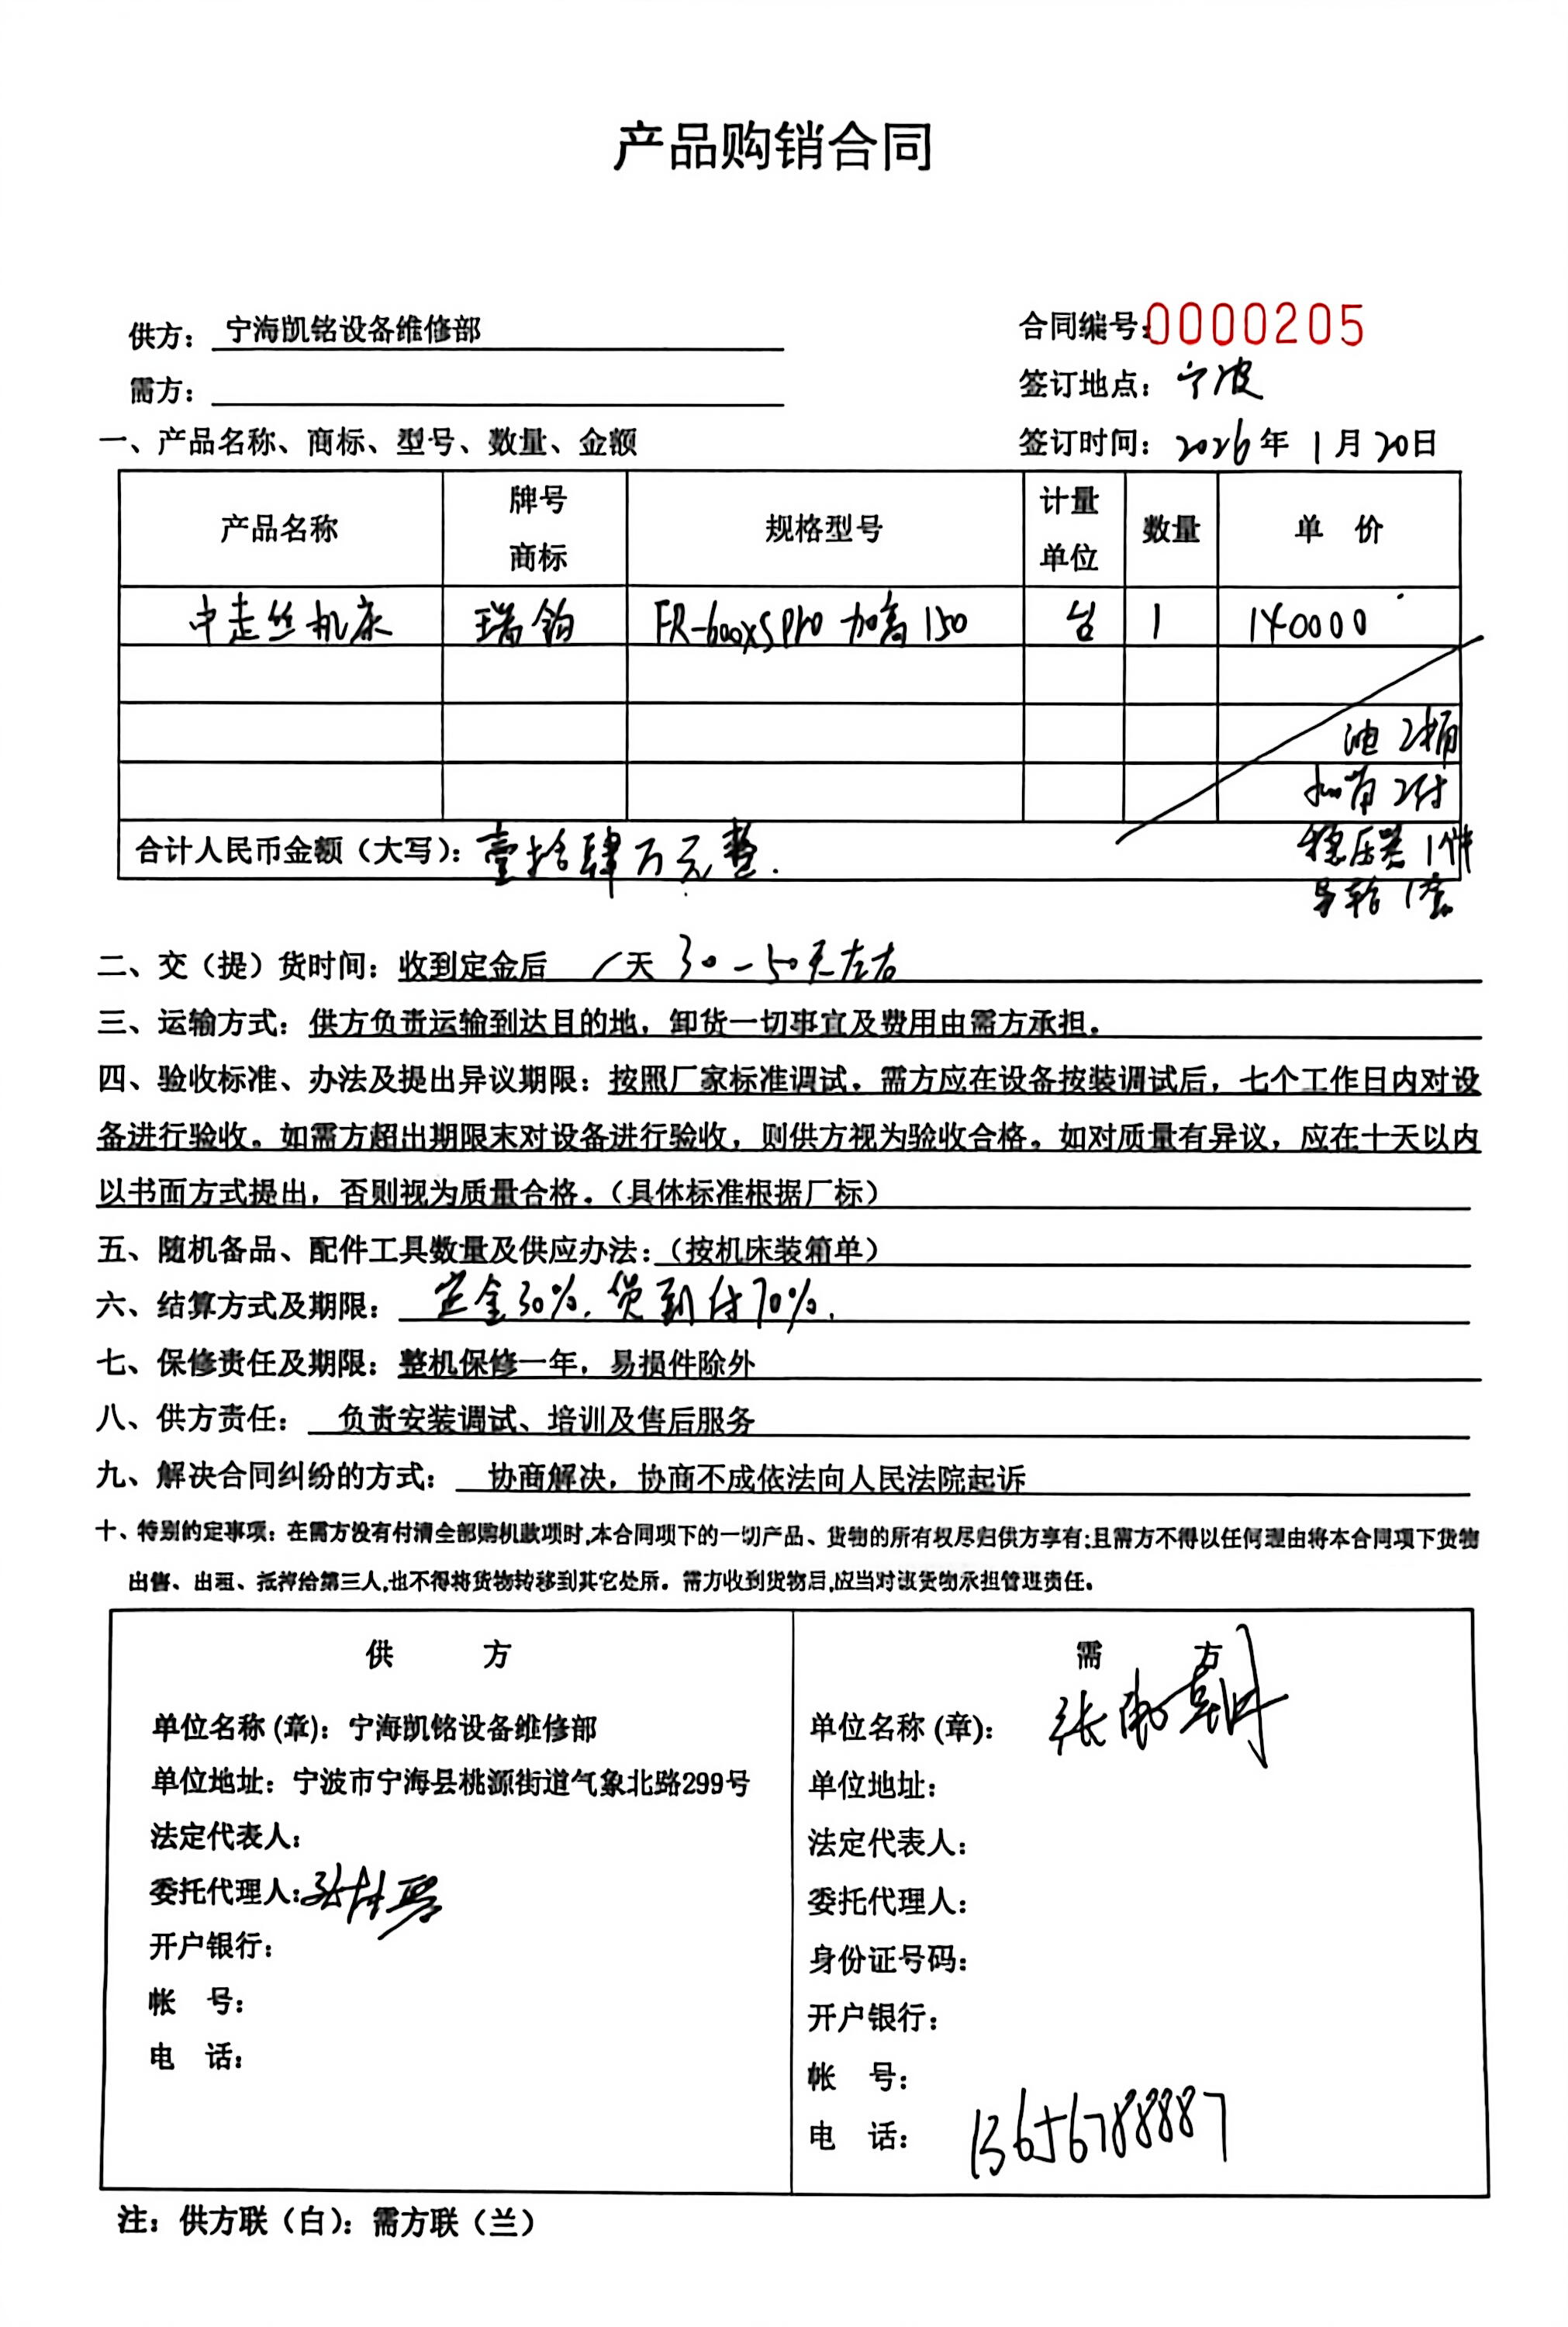 产品购销合同
供方：宁海凯铭设备维修部
合同编号：0000205
需方：
签订地点：宁波
一、产品名称、商标、型号、数量、金额
签订时间：2026年1月20日
产品名称 牌号商标 规格型号 计量单位 数量 单 价
中走丝机床 瑞钧 FR-600XSPro 加高150 台 1 140000
油 2桶
2付
合计人民币金额（大写）：壹拾肆万元整.
稳压器 1件
导轮 1套
二、交（提）货时间：收到定金后 / 天 30-50天左右
三、运输方式：供方负责运输到达目的地，卸货一切事宜及费用由需方承担。
四、验收标准、办法及提出异议期限：按照厂家标准调试。需方应在设备按装调试后，七个工作日内对设
备进行验收。如需方超出期限末对设备进行验收，则供方视为验收合格。如对质量有异议，应在十天以内
以书面方式提出，否则视为质量合格。（具休标准根据厂标）
五、随机备品、配件工具数量及供应办法：（按机床装箱单）
六、结算方式及期限：定金30%. 货到付70%.
七、保修责任及期限：整机保修一年，易损件除外
八、供方责任：负责安装调试、培训及售后服务
九、解决合同纠纷的方式：协商解决，协商不成依法向人民法院起诉
十、特别约定事项：在需方没有付清全部购机款项时,本合同项下的一切产品、货物的所有权尽归供方享有;且需方不得以任何理由将本合同项下货物
出售、出租、抵押给第三人,也不得将货物转移到其它处所。需方收到货物后,应当对该货物承担管理责任。
供 方
单位名称（章）：宁海凯铭设备维修部
单位地址：宁波市宁海县桃源街道气象北路299号
法定代表人：
委托代理人：
开户银行：
帐 号：
电 话：
需 方
单位名称（章）：张
单位地址：
法定代表人：
委托代理人：
身份证号码：
开户银行：
帐 号：
电 话：13656788887
注：供方联（白）：需方联（兰）